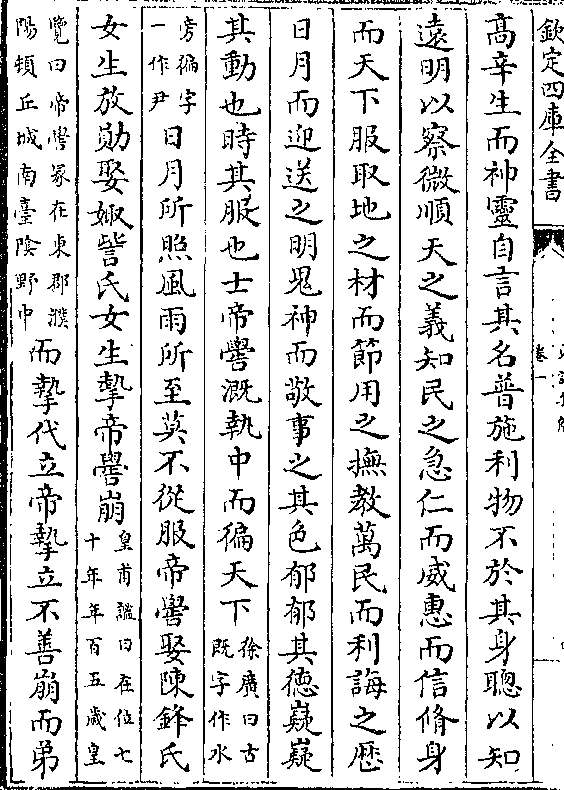 欽定四庫全書
卷一
高辛生而神靈自言其名普施利物不於其身聰以知
遠明以察微順天之義知民之急仁而威惠而信脩身
而天下服取地之材而節用之撫教萬民而利誨之歴
日月而迎送之明鬼神而敬事之其色郁郁其徳嶷嶷
其動也時其服也士帝嚳溉執中而徧天下徐廣曰古既字作水
旁徧字一作尹日月所照風雨所至莫不從服帝嚳娶陳鋒氏
女生放勛娶娵訾氏女生摯帝嚳崩皇甫謐曰在位七十年年百五歲皇
覽曰帝嚳冢在東郡濮陽頓丘城南臺陰野中而摯代立帝摯立不善崩而弟